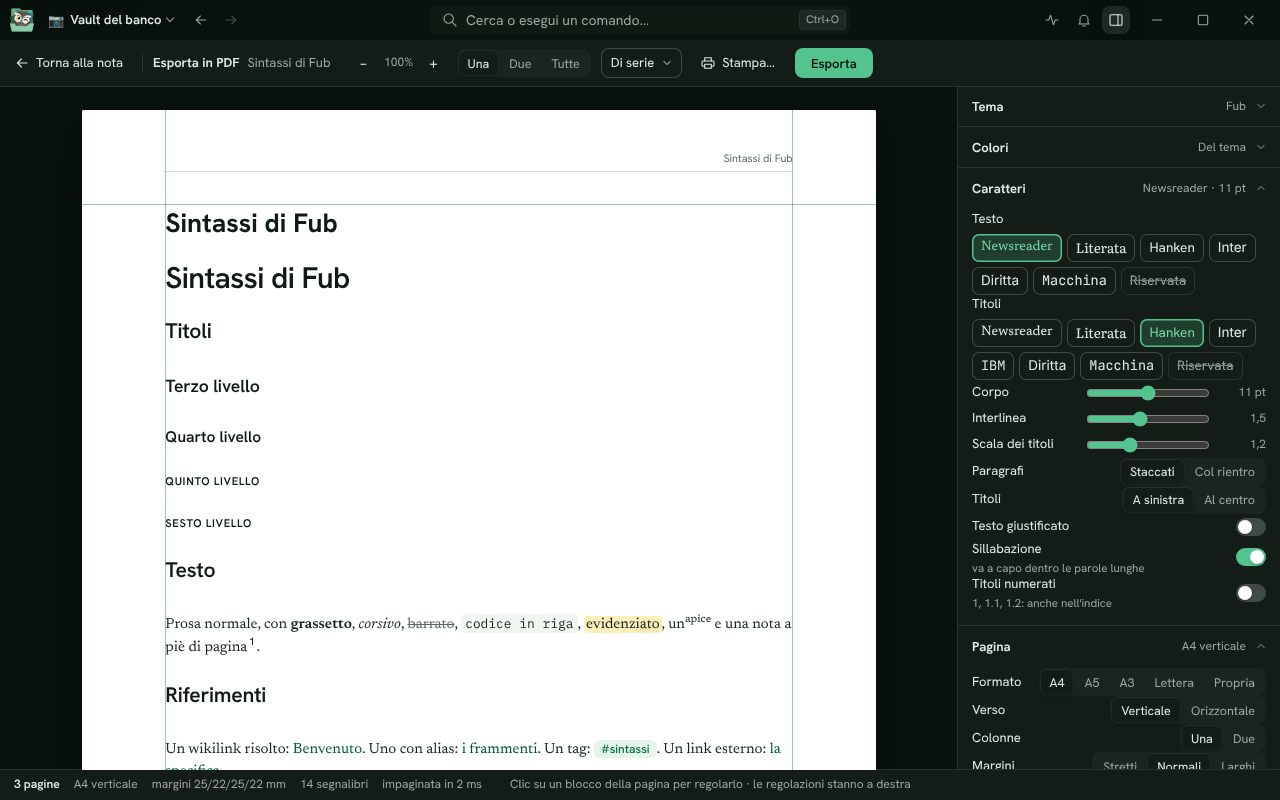 Vault del banco
Cerca o esegui un comando...
Ctrl+O
Torna alla nota
Esporta in PDF Sintassi di Fub
− 100% +
Una Due Tutte
Di serie
Stampa...
Esporta
Sintassi di Fub
Sintassi di Fub
Sintassi di Fub
Titoli
Terzo livello
Quarto livello
QUINTO LIVELLO
SESTO LIVELLO
Testo
Prosa normale, con grassetto, corsivo, barrato, codice in riga, evidenziato, unapice e una nota a
piè di pagina1.
Riferimenti
Un wikilink risolto: Benvenuto. Uno con alias: i frammenti. Un tag: #sintassi. Un link esterno: la
specifica.
Tema Fub
Colori Del tema
Caratteri Newsreader · 11 pt
Testo
Newsreader Literata Hanken Inter
Diritta Macchina Riservata
Titoli
Newsreader Literata Hanken Inter
IBM Diritta Macchina Riservata
Corpo 11 pt
Interlinea 1,5
Scala dei titoli 1,2
Paragrafi Staccati Col rientro
Titoli A sinistra Al centro
Testo giustificato
Sillabazione
va a capo dentro le parole lunghe
Titoli numerati
1, 1.1, 1.2: anche nell'indice
Pagina A4 verticale
Formato A4 A5 A3 Lettera Propria
Verso Verticale Orizzontale
Colonne Una Due
Margini Stretti Normali Larghi
3 pagine A4 verticale margini 25/22/25/22 mm 14 segnalibri impaginata in 2 ms Clic su un blocco della pagina per regolarlo · le regolazioni stanno a destra